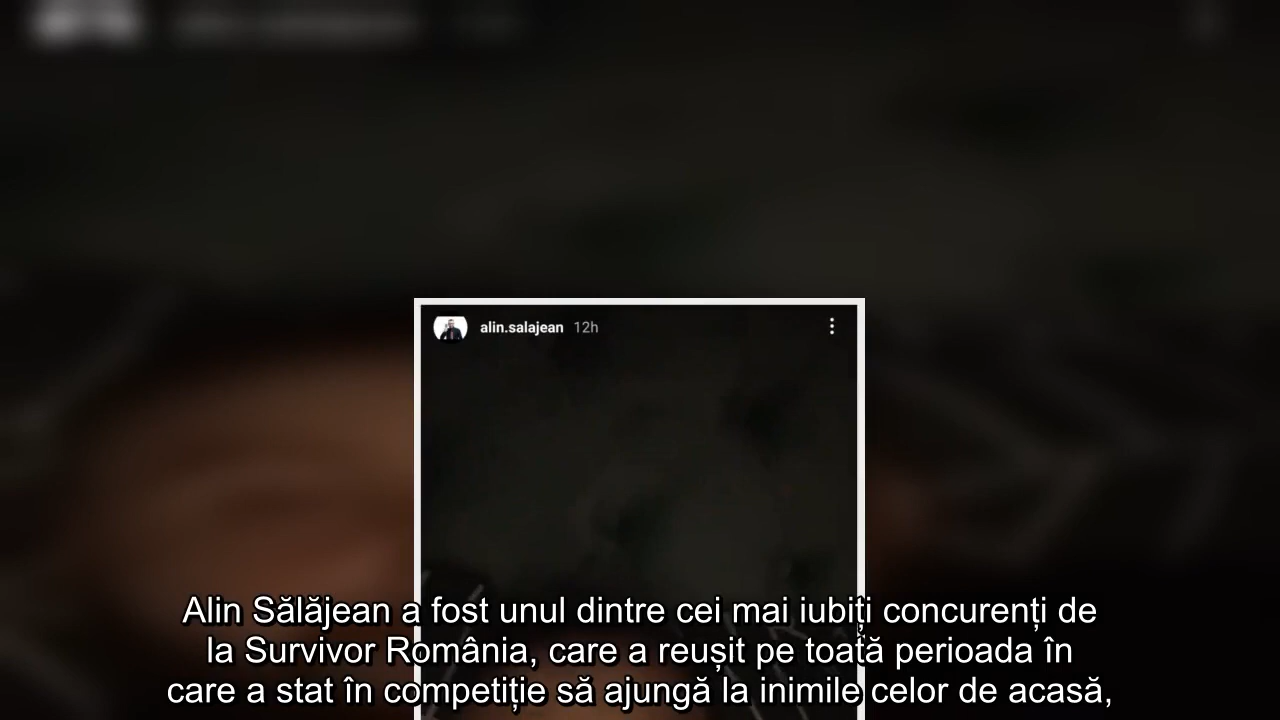 alin.salajean 12h
Alin Sălăjean a fost unul dintre cei mai iubiți concurenți de
la Survivor România, care a reușit pe toată perioada în
care a stat în competiție să ajungă la inimile celor de acasă,